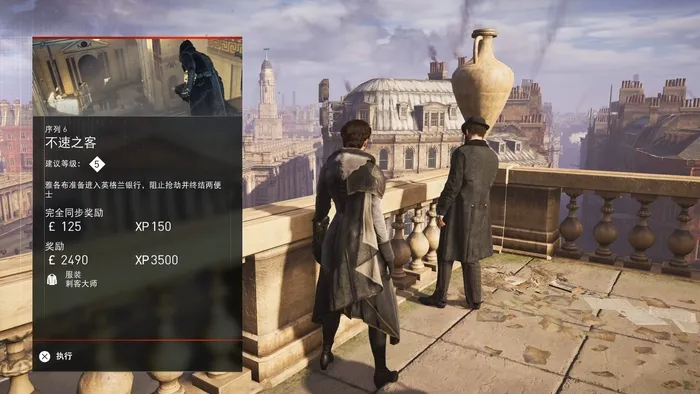 序列 6
不速之客
建议等级: 5
雅各布准备进入英格兰银行，阻止抢劫并终结两便
士
完全同步奖励
£ 125 XP 150
奖励
£ 2490 XP 3500
服装
刺客大师
执行